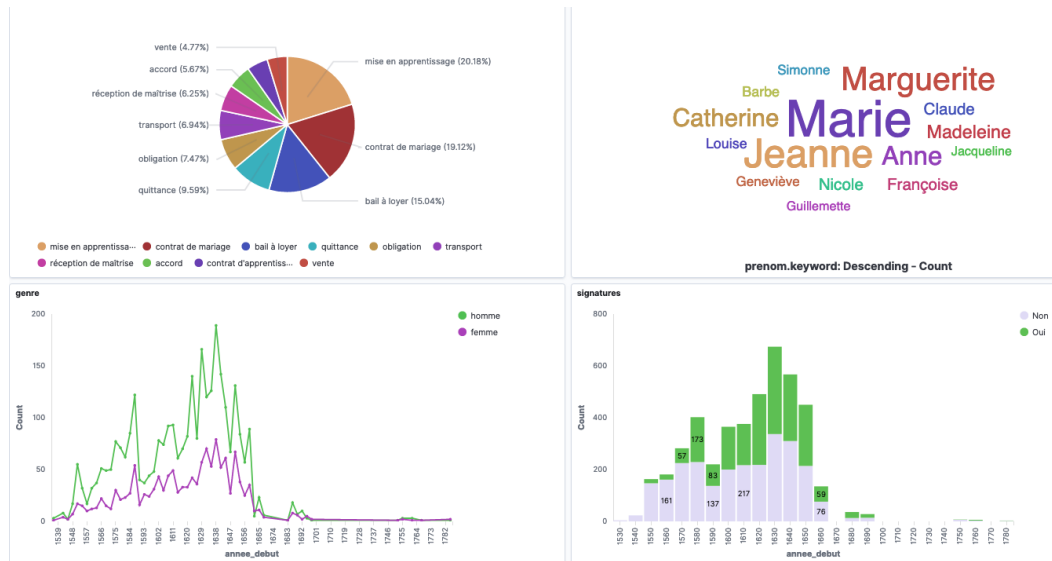 vente (4.77%)
accord (5.67%)
réception de maîtrise (6.25%)
transport (6.94%)
obligation (7.47%)
quittance (9.59%)
mise en apprentissage (20.18%)
contrat de mariage (19.12%)
bail à loyer (15.04%)
mise en apprentissa··· contrat de mariage bail à loyer quittance obligation transport
réception de maîtrise accord contrat d'apprentiss··· vente
Simonne
Marguerite
Barbe
Marie
Claude
Catherine
Madeleine
Louise
Jeanne
Anne
Jacqueline
Geneviève
Nicole
Françoise
Guillemette
prenom.keyword: Descending - Count
genre
homme
femme
200
150
100
50
0
Count
1539 1548 1557 1566 1575 1584 1593 1602 1611 1620 1629 1638 1647 1656 1665 1683 1692 1701 1710 1719 1728 1737 1746 1755 1764 1773 1782
annee_debut
signatures
Non
Oui
800
600
400
200
0
Count
173
57
83
161
137
217
59
76
1530 1540 1550 1560 1570 1580 1590 1600 1610 1620 1630 1640 1650 1660 1670 1680 1690 1700 1710 1720 1730 1740 1750 1760 1770 1780
annee_debut